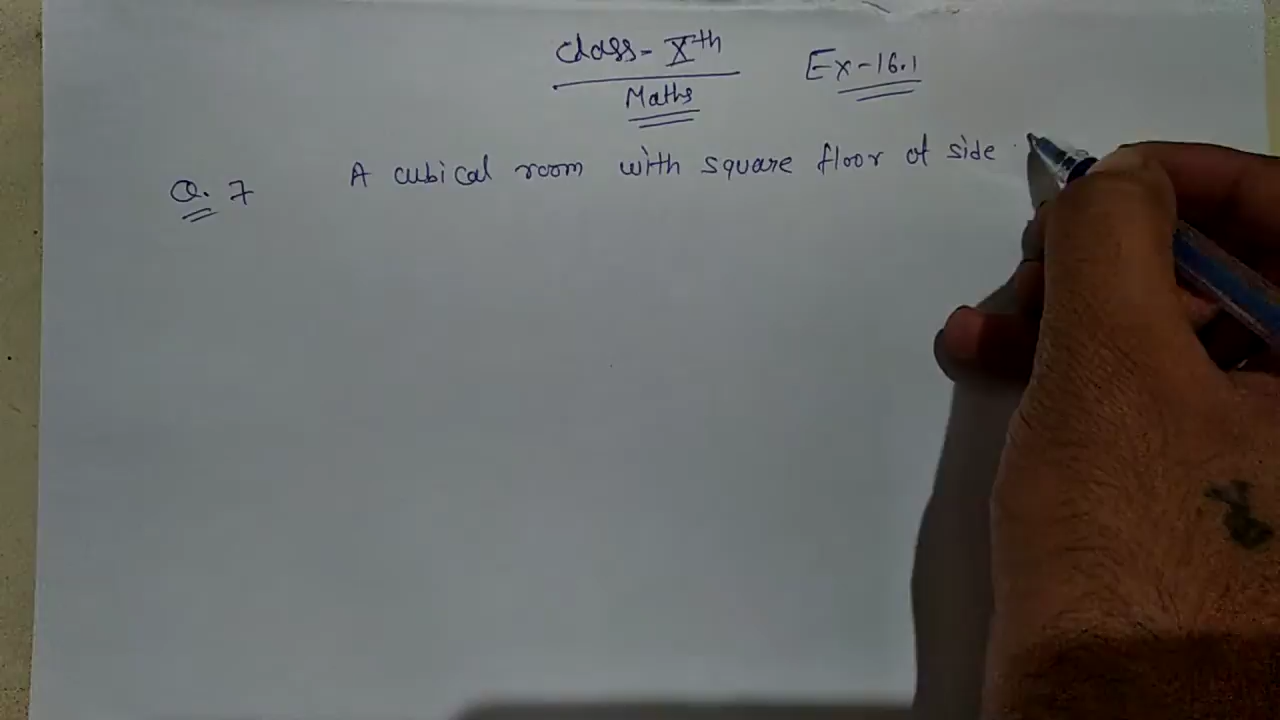 Class- Xth
Ex-16.1
Maths
Q. 7 A cubical room with square floor of side